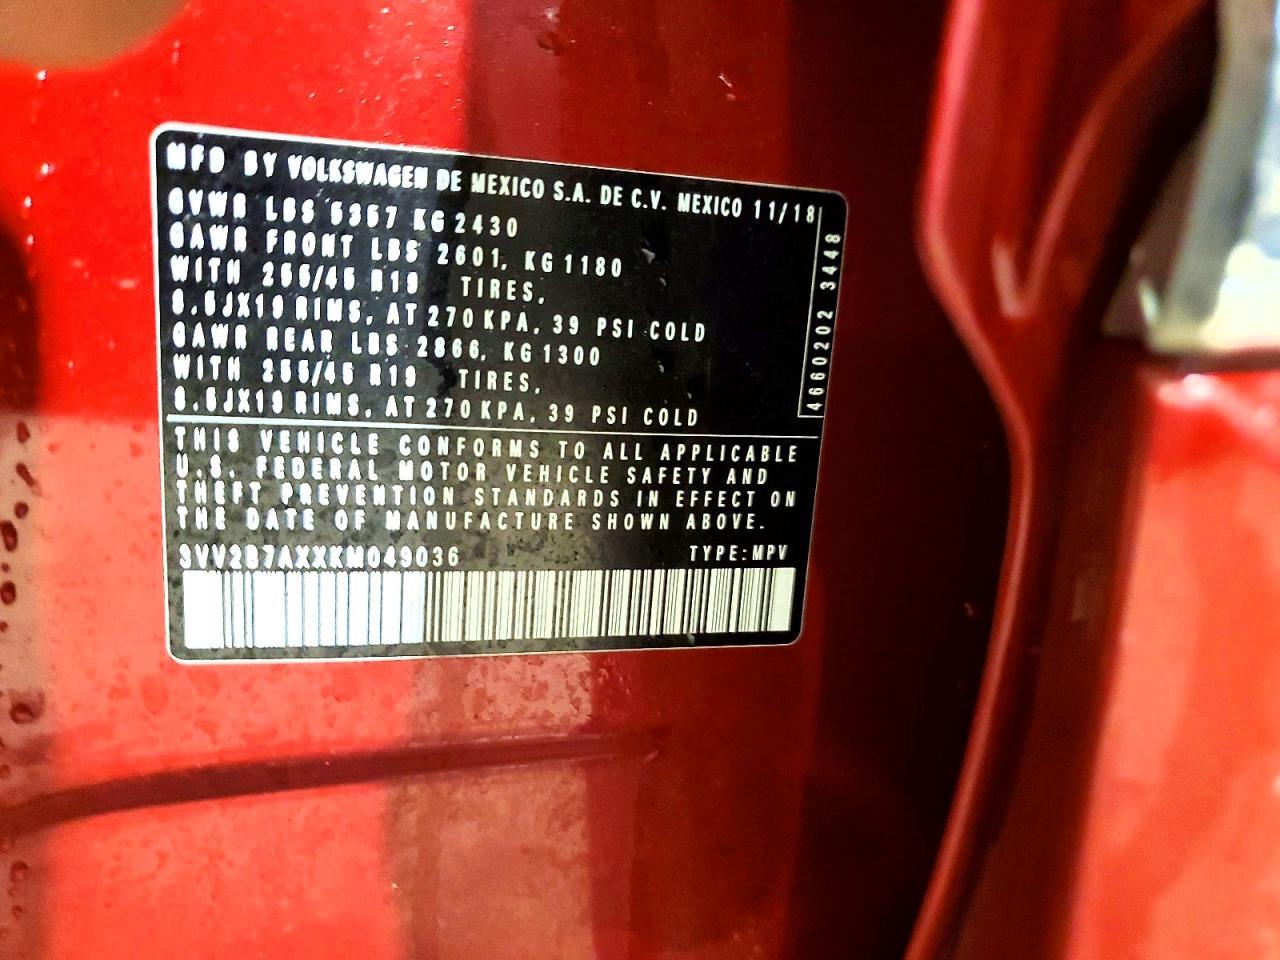 MFD BY VOLKSWAGEN DE MEXICO S.A. DE C.V. MEXICO 11/18
GVWR LBS 5357 KG 2430
GAWR FRONT LBS 2601, KG 1180
WITH 255/45 R19 TIRES,
8.5JX19 RIMS, AT 270 KPA, 39 PSI COLD
GAWR REAR LBS 2866, KG 1300
WITH 255/45 R19 TIRES,
8.5JX19 RIMS, AT 270 KPA, 39 PSI COLD
4660202 3448
THIS VEHICLE CONFORMS TO ALL APPLICABLE
U.S. FEDERAL MOTOR VEHICLE SAFETY AND
THEFT PREVENTION STANDARDS IN EFFECT ON
THE DATE OF MANUFACTURE SHOWN ABOVE.
3VV2B7AXXKM049036 TYPE: MPV